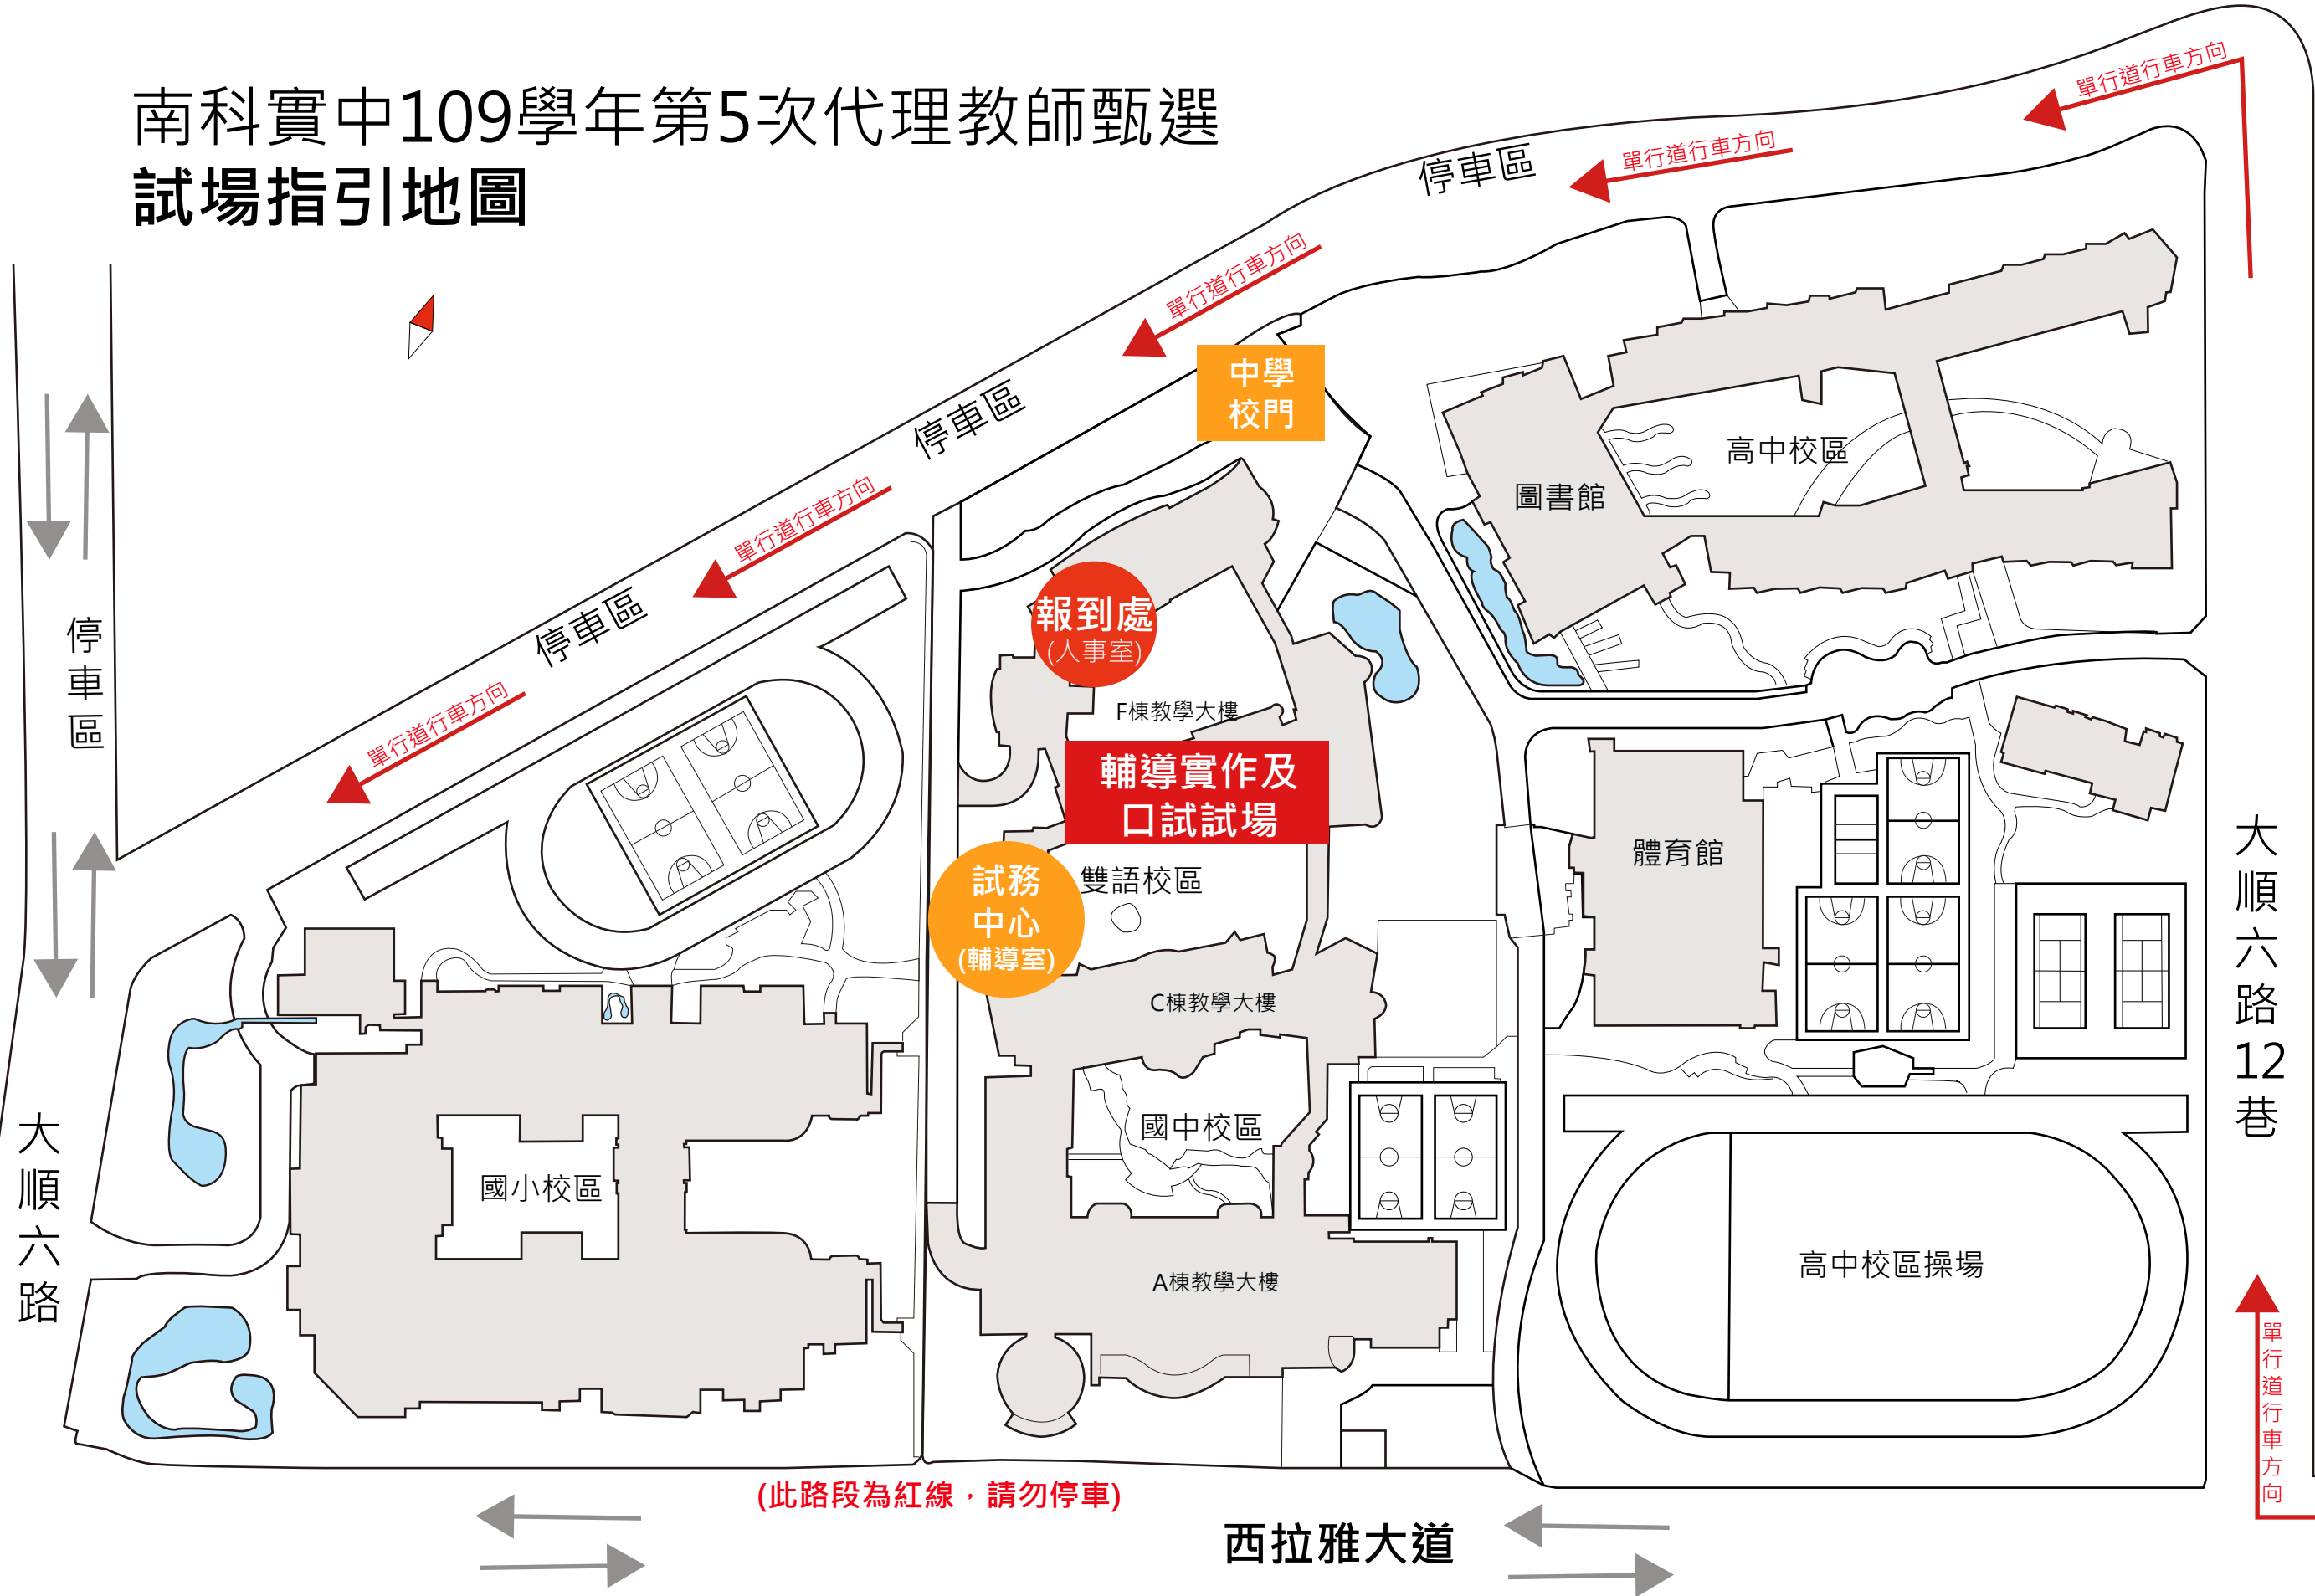 南科實中109學年第5次代理教師甄選
試場指引地圖
單行道行車方向
單行道行車方向
停車區
單行道行車方向
中學
校門
停車區
高中校區
圖書館
單行道行車方向
停車區
報到處
(人事室)
停車區
F棟教學大樓
單行道行車方向
輔導實作及
口試試場
體育館
大順六路12巷
試務
中心
(輔導室)
雙語校區
C棟教學大樓
國中校區
大順六路
國小校區
高中校區操場
A棟教學大樓
單行道行車方向
(此路段為紅線，請勿停車)
西拉雅大道